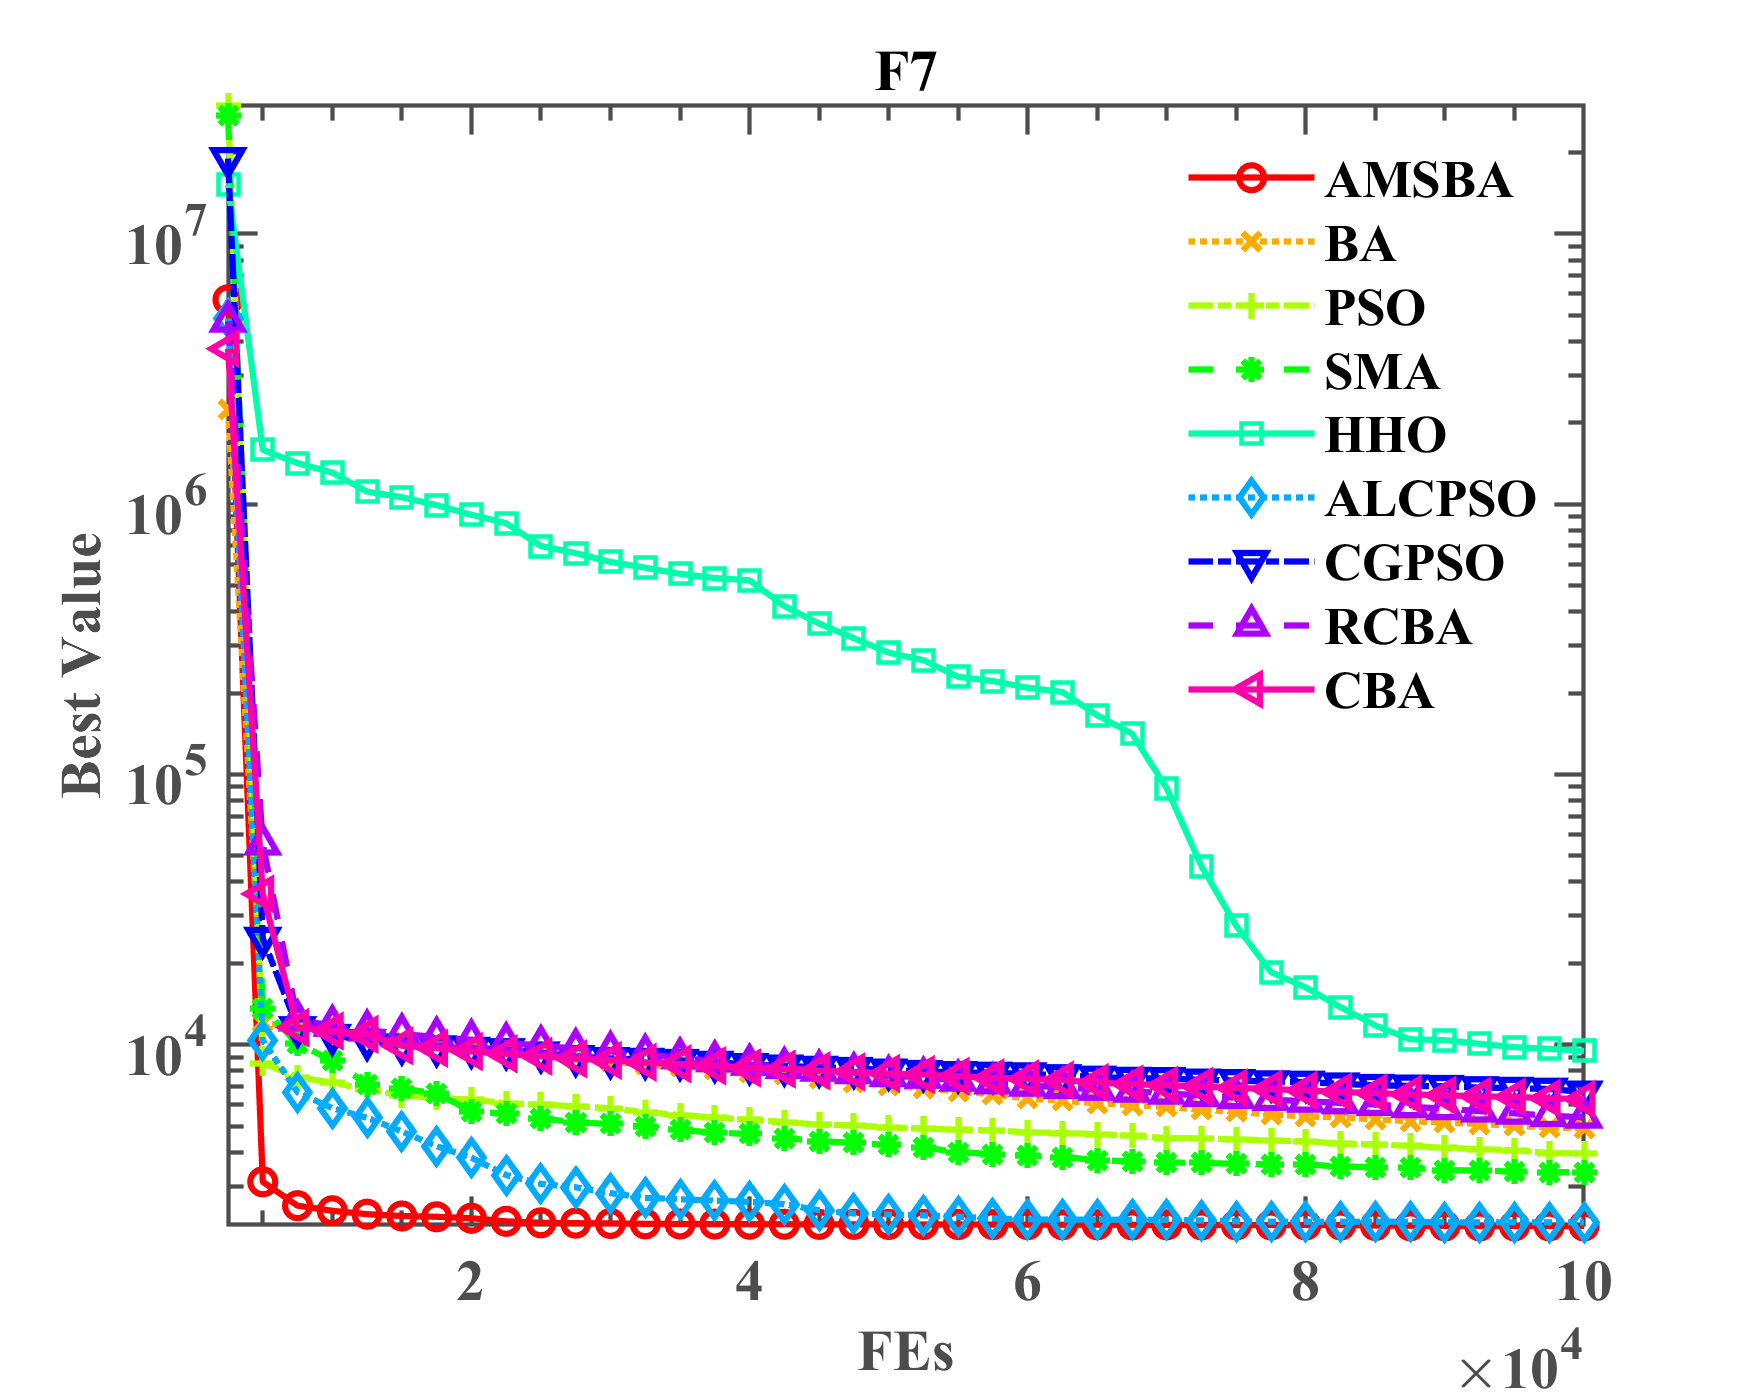 F7
AMSBA
BA
PSO
SMA
HHO
ALCPSO
CGPSO
RCBA
CBA
Best Value
10^7
10^6
10^5
10^4
2 4 6 8 10
FEs
×10^4